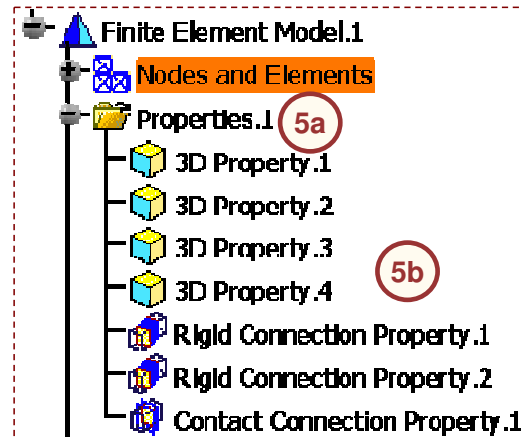 Finite Element Model.1
Nodes and Elements
Properties.1 5a
3D Property.1
3D Property.2
3D Property.3
5b
3D Property.4
Rigid Connection Property.1
Rigid Connection Property.2
Contact Connection Property.1